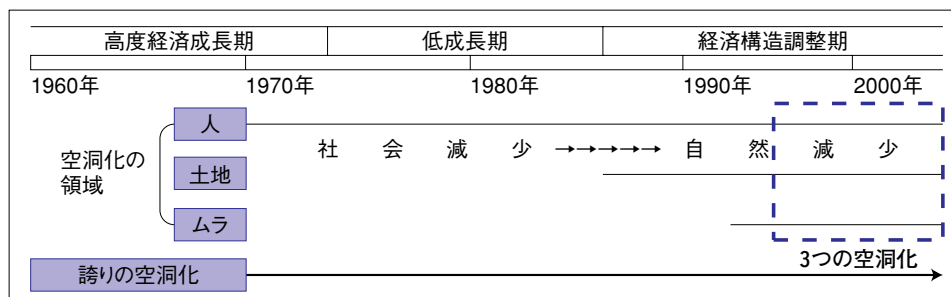 高度経済成長期 低成長期 経済構造調整期
1960年 1970年 1980年 1990年 2000年
人
社会減少 →→→→→→ 自然減少
空洞化の
領域
土地
ムラ
3つの空洞化
誇りの空洞化